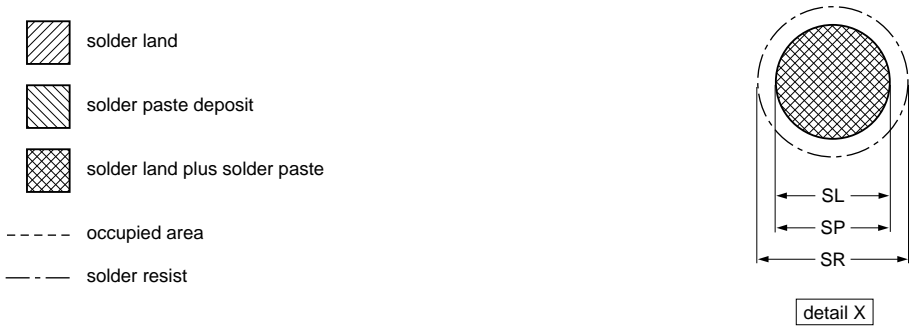 solder land
solder paste deposit
solder land plus solder paste
occupied area
solder resist
SL
SP
SR
detail X